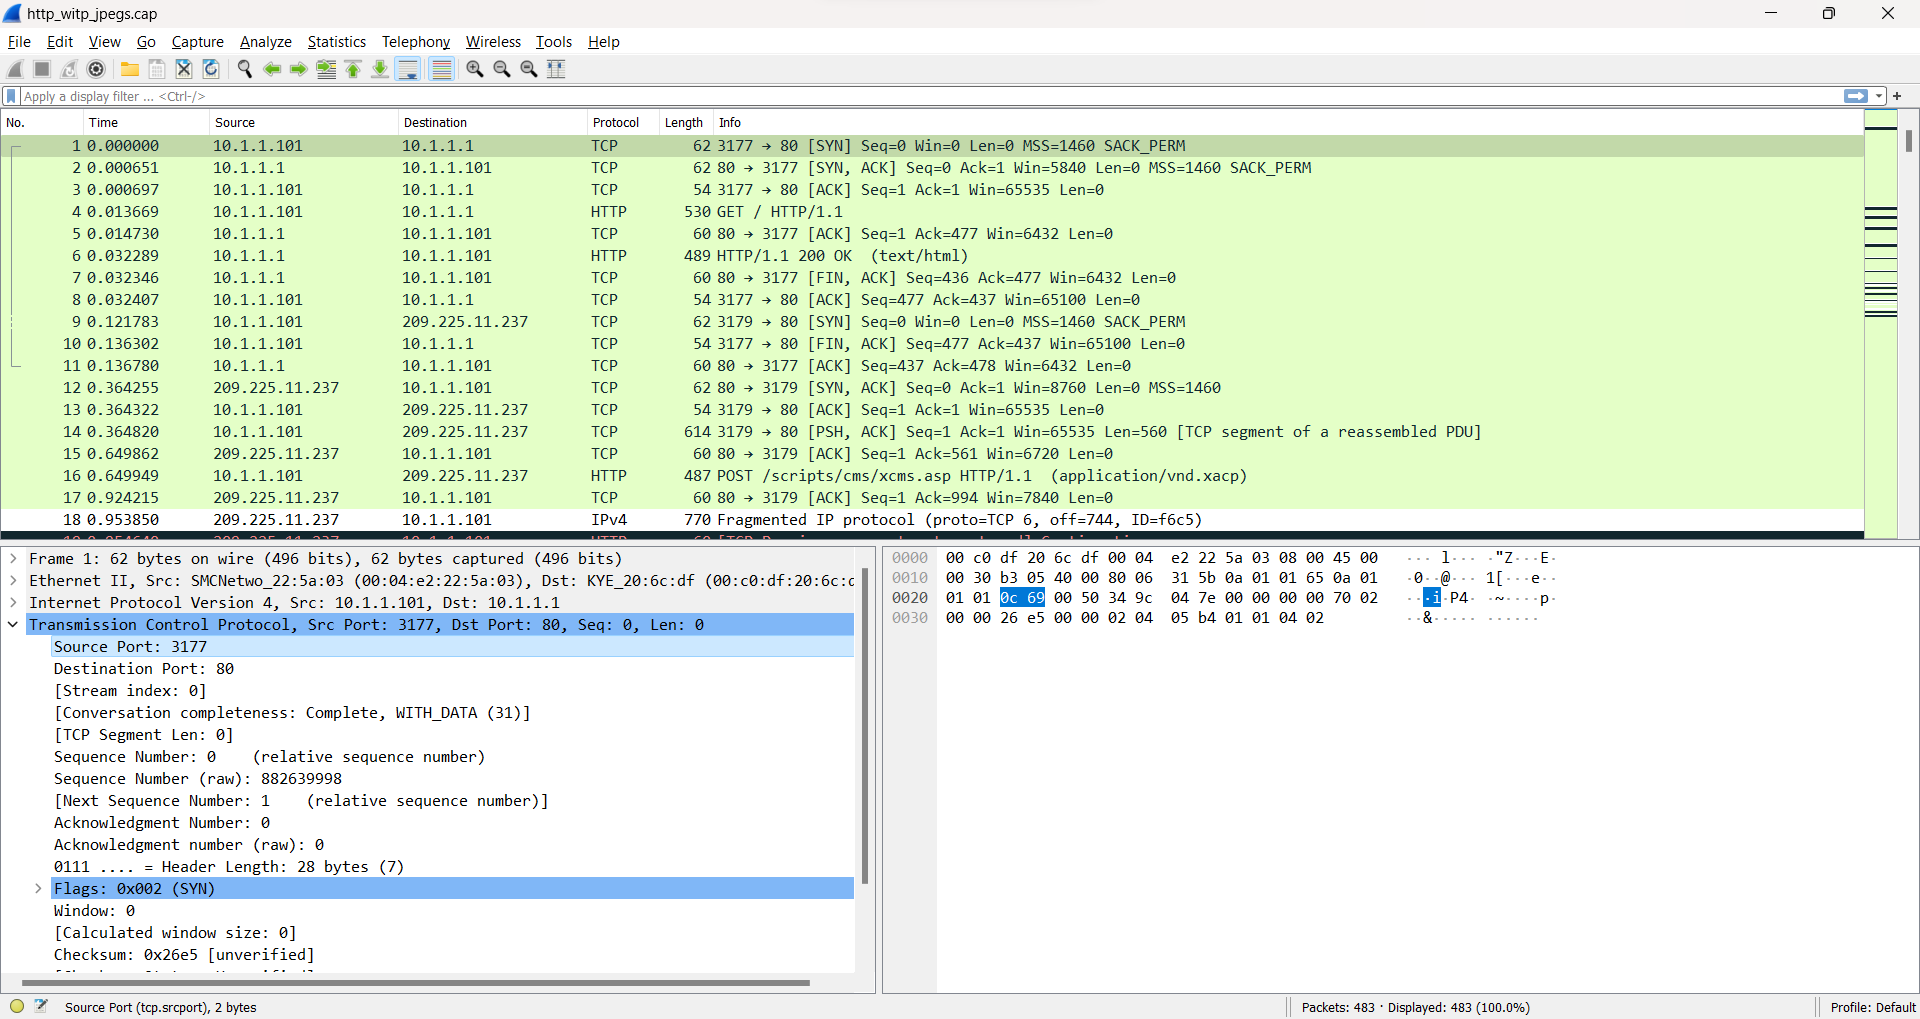 http_witp_jpegs.cap
File Edit View Go Capture Analyze Statistics Telephony Wireless Tools Help
Apply a display filter ... <Ctrl-/>
No. Time Source Destination Protocol Length Info
1 0.000000 10.1.1.101 10.1.1.1 TCP 62 3177 → 80 [SYN] Seq=0 Win=0 Len=0 MSS=1460 SACK_PERM
2 0.000651 10.1.1.1 10.1.1.101 TCP 62 80 → 3177 [SYN, ACK] Seq=0 Ack=1 Win=5840 Len=0 MSS=1460 SACK_PERM
3 0.000697 10.1.1.101 10.1.1.1 TCP 54 3177 → 80 [ACK] Seq=1 Ack=1 Win=65535 Len=0
4 0.013669 10.1.1.101 10.1.1.1 HTTP 530 GET / HTTP/1.1
5 0.014730 10.1.1.1 10.1.1.101 TCP 60 80 → 3177 [ACK] Seq=1 Ack=477 Win=6432 Len=0
6 0.032289 10.1.1.1 10.1.1.101 HTTP 489 HTTP/1.1 200 OK (text/html)
7 0.032346 10.1.1.1 10.1.1.101 TCP 60 80 → 3177 [FIN, ACK] Seq=436 Ack=477 Win=6432 Len=0
8 0.032407 10.1.1.101 10.1.1.1 TCP 54 3177 → 80 [ACK] Seq=477 Ack=437 Win=65100 Len=0
9 0.121783 10.1.1.101 209.225.11.237 TCP 62 3179 → 80 [SYN] Seq=0 Win=0 Len=0 MSS=1460 SACK_PERM
10 0.136302 10.1.1.101 10.1.1.1 TCP 54 3177 → 80 [FIN, ACK] Seq=477 Ack=437 Win=65100 Len=0
11 0.136780 10.1.1.1 10.1.1.101 TCP 60 80 → 3177 [ACK] Seq=437 Ack=478 Win=6432 Len=0
12 0.364255 209.225.11.237 10.1.1.101 TCP 62 80 → 3179 [SYN, ACK] Seq=0 Ack=1 Win=8760 Len=0 MSS=1460
13 0.364322 10.1.1.101 209.225.11.237 TCP 54 3179 → 80 [ACK] Seq=1 Ack=1 Win=65535 Len=0
14 0.364820 10.1.1.101 209.225.11.237 TCP 614 3179 → 80 [PSH, ACK] Seq=1 Ack=1 Win=65535 Len=560 [TCP segment of a reassembled PDU]
15 0.649862 209.225.11.237 10.1.1.101 TCP 60 80 → 3179 [ACK] Seq=1 Ack=561 Win=6720 Len=0
16 0.649949 10.1.1.101 209.225.11.237 HTTP 487 POST /scripts/cms/xcms.asp HTTP/1.1 (application/vnd.xacp)
17 0.924215 209.225.11.237 10.1.1.101 TCP 60 80 → 3179 [ACK] Seq=1 Ack=994 Win=7840 Len=0
18 0.953850 209.225.11.237 10.1.1.101 IPv4 770 Fragmented IP protocol (proto=TCP 6, off=744, ID=f6c5)
Frame 1: 62 bytes on wire (496 bits), 62 bytes captured (496 bits)
Ethernet II, Src: SMCNetwo_22:5a:03 (00:04:e2:22:5a:03), Dst: KYE_20:6c:df (00:c0:df:20:6c:d
Internet Protocol Version 4, Src: 10.1.1.101, Dst: 10.1.1.1
Transmission Control Protocol, Src Port: 3177, Dst Port: 80, Seq: 0, Len: 0
Source Port: 3177
Destination Port: 80
[Stream index: 0]
[Conversation completeness: Complete, WITH_DATA (31)]
[TCP Segment Len: 0]
Sequence Number: 0 (relative sequence number)
Sequence Number (raw): 882639998
[Next Sequence Number: 1 (relative sequence number)]
Acknowledgment Number: 0
Acknowledgment number (raw): 0
0111 .... = Header Length: 28 bytes (7)
Flags: 0x002 (SYN)
Window: 0
[Calculated window size: 0]
Checksum: 0x26e5 [unverified]
0000 00 c0 df 20 6c df 00 04 e2 22 5a 03 08 00 45 00 ··· l··· ·"Z···E·
0010 00 30 b3 05 40 00 80 06 31 5b 0a 01 01 65 0a 01 ·0··@··· 1[···e··
0020 01 01 0c 69 00 50 34 9c 04 7e 00 00 00 00 70 02 ···i·P4· ·~····p·
0030 00 00 26 e5 00 00 02 04 05 b4 01 01 04 02 ··&····· ······
Source Port (tcp.srcport), 2 bytes
Packets: 483 · Displayed: 483 (100.0%)
Profile: Default